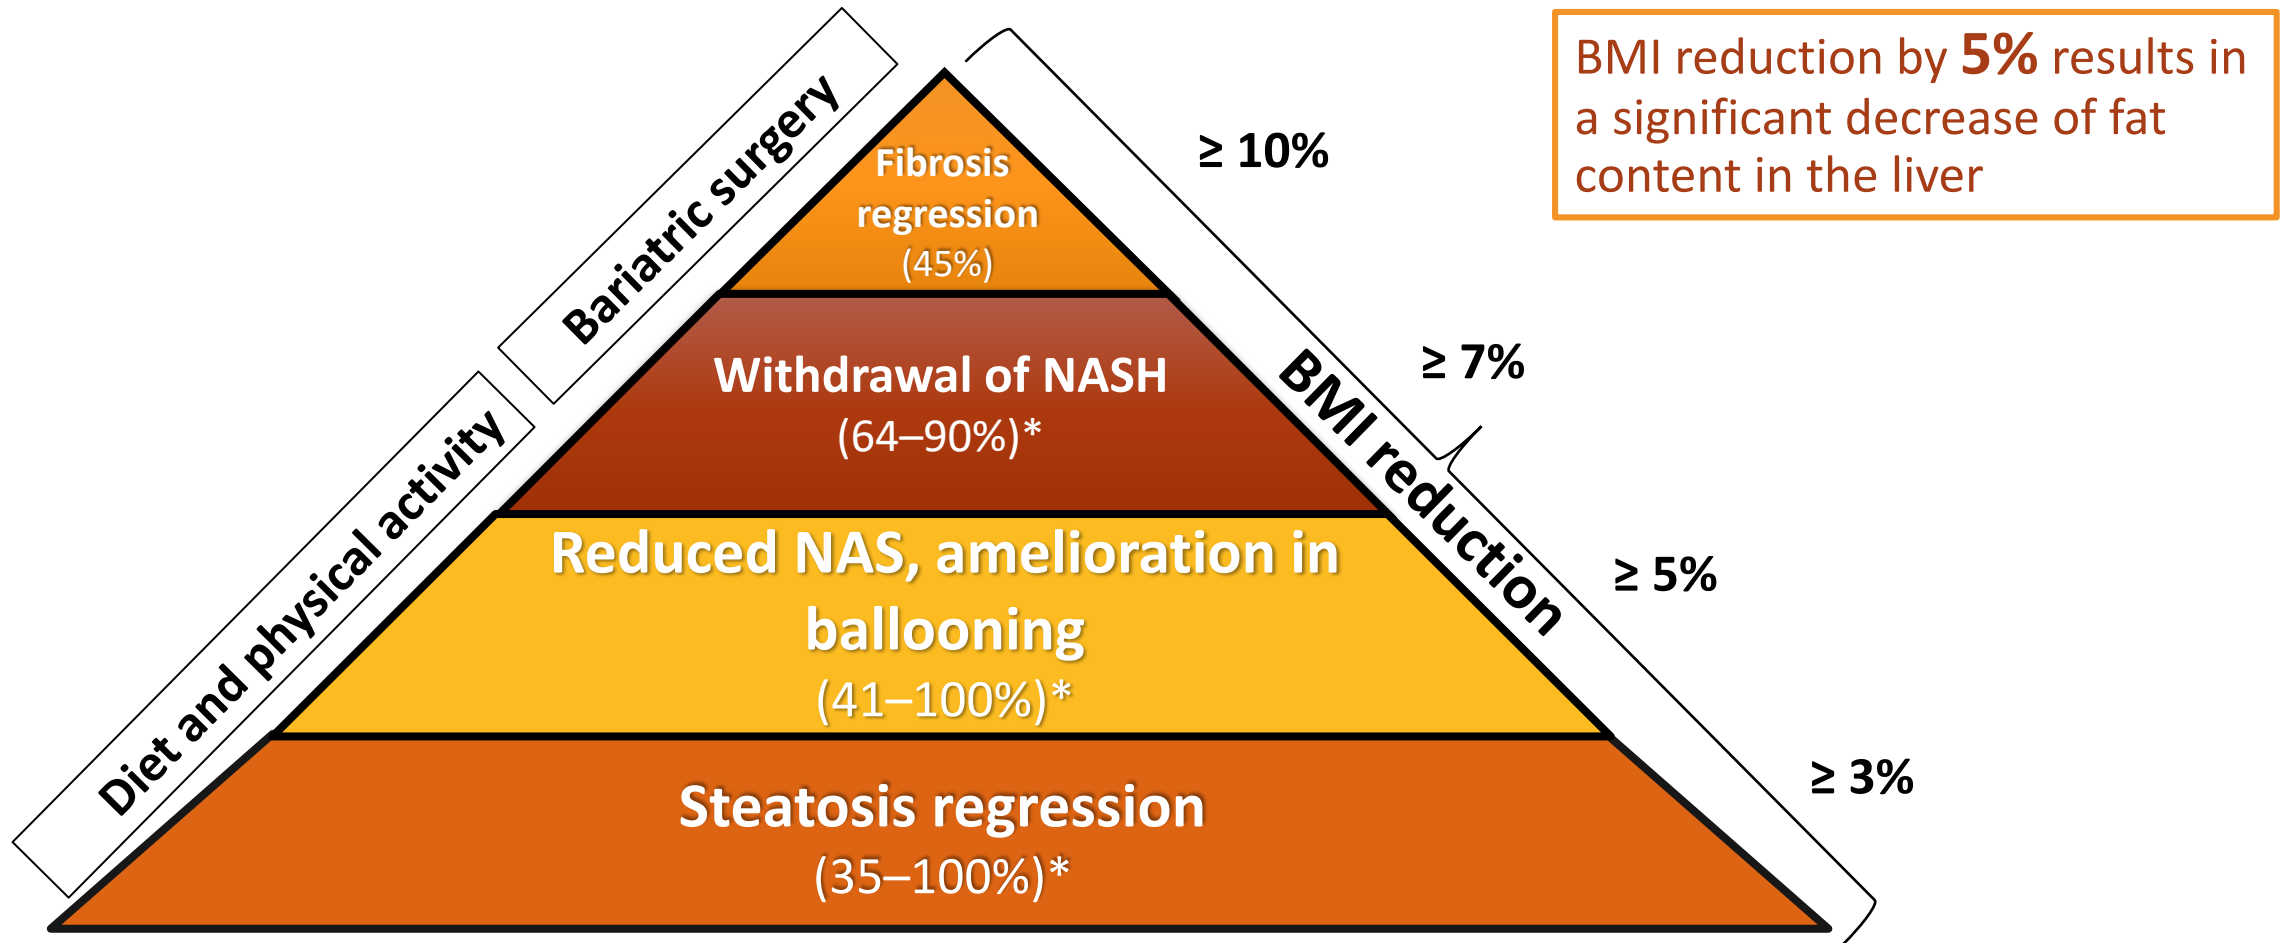 BMI reduction by 5% results in
a significant decrease of fat
content in the liver
Bariatric surgery
Diet and physical activity
Fibrosis
regression
(45%)
Withdrawal of NASH
(64–90%)*
Reduced NAS, amelioration in
ballooning
(41–100%)*
Steatosis regression
(35–100%)*
BMI reduction
≥ 10%
≥ 7%
≥ 5%
≥ 3%